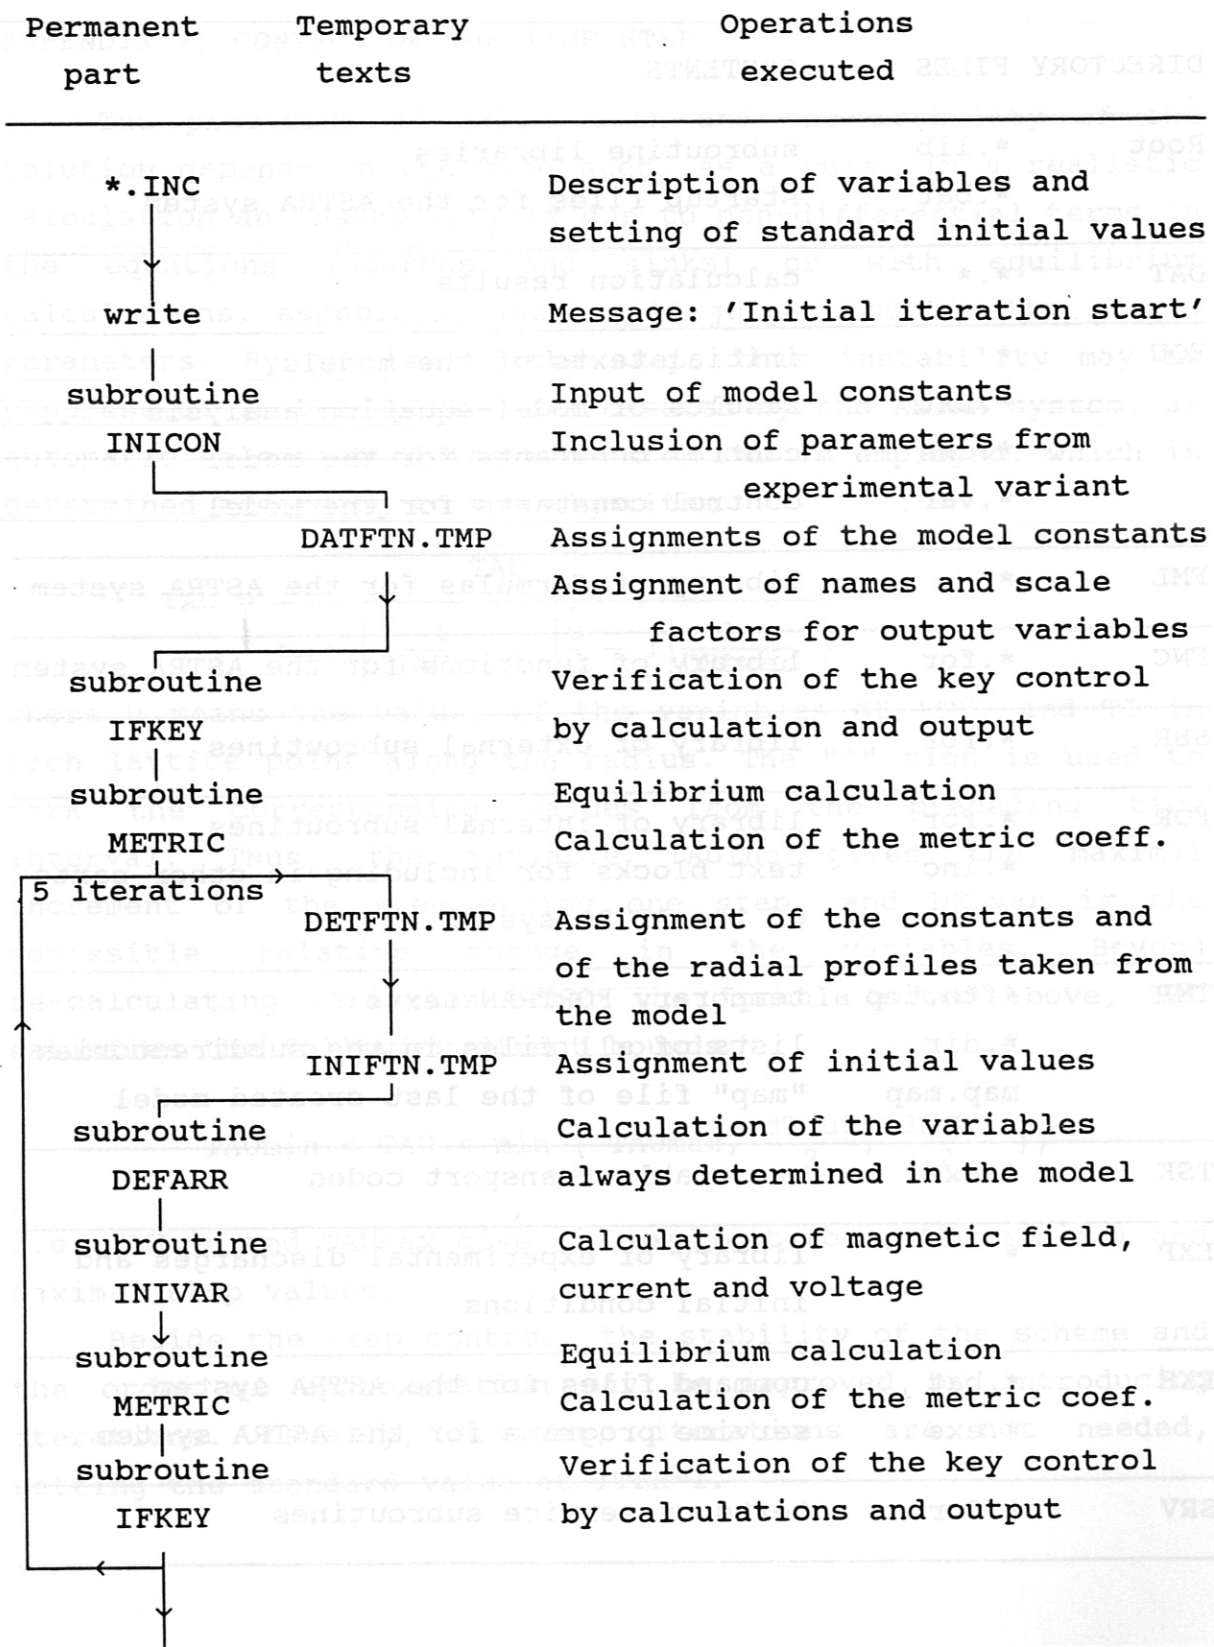 Permanent Temporary Operations
part texts executed
*.INC Description of variables and
setting of standard initial values
write Message: 'Initial iteration start'
subroutine Input of model constants
INICON Inclusion of parameters from
experimental variant
DATFTN.TMP Assignments of the model constants
Assignment of names and scale
factors for output variables
subroutine Verification of the key control
IFKEY by calculation and output
subroutine Equilibrium calculation
METRIC Calculation of the metric coeff.
5 iterations
DETFTN.TMP Assignment of the constants and
of the radial profiles taken from
the model
INIFTN.TMP Assignment of initial values
subroutine Calculation of the variables
DEFARR always determined in the model
subroutine Calculation of magnetic field,
INIVAR current and voltage
subroutine Equilibrium calculation
METRIC Calculation of the metric coef.
subroutine Verification of the key control
IFKEY by calculations and output